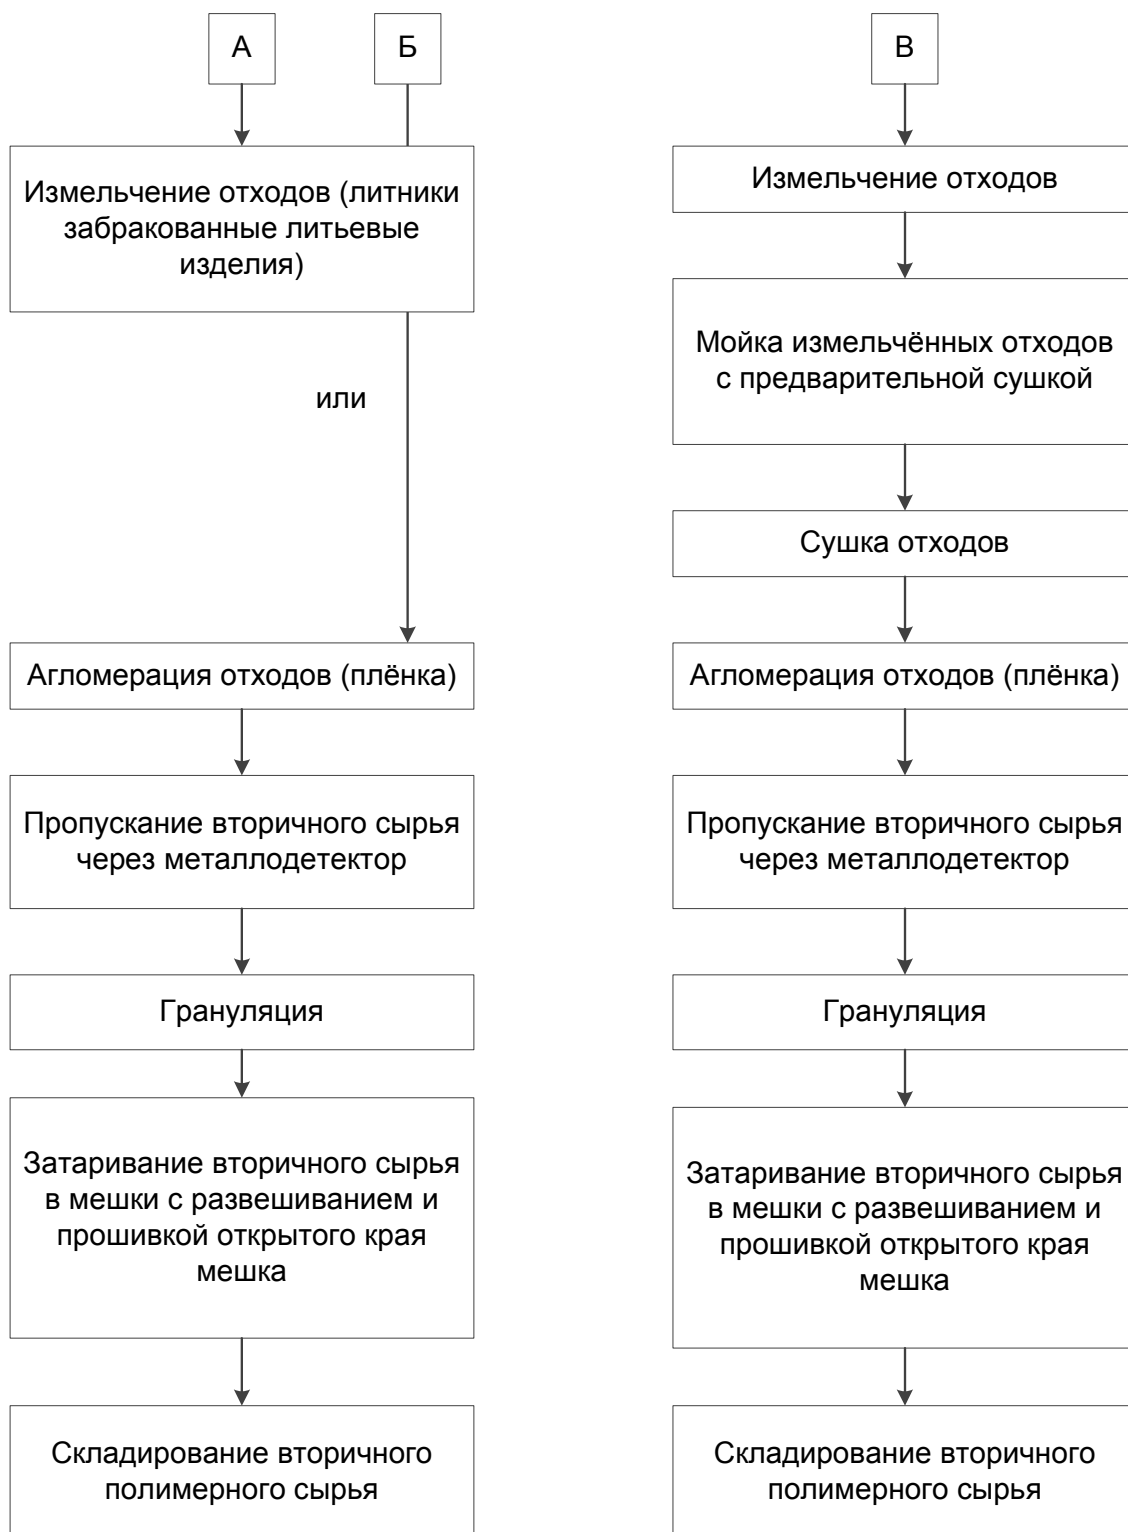 А
Б
Измельчение отходов (литники
забракованные литьевые
изделия)
или
Агломерация отходов (плёнка)
Пропускание вторичного сырья
через металлодетектор
Грануляция
Затаривание вторичного сырья
в мешки с развешиванием и
прошивкой открытого края
мешка
Складирование вторичного
полимерного сырья
В
Измельчение отходов
Мойка измельчённых отходов
с предварительной сушкой
Сушка отходов
Агломерация отходов (плёнка)
Пропускание вторичного сырья
через металлодетектор
Грануляция
Затаривание вторичного сырья
в мешки с развешиванием и
прошивкой открытого края
мешка
Складирование вторичного
полимерного сырья